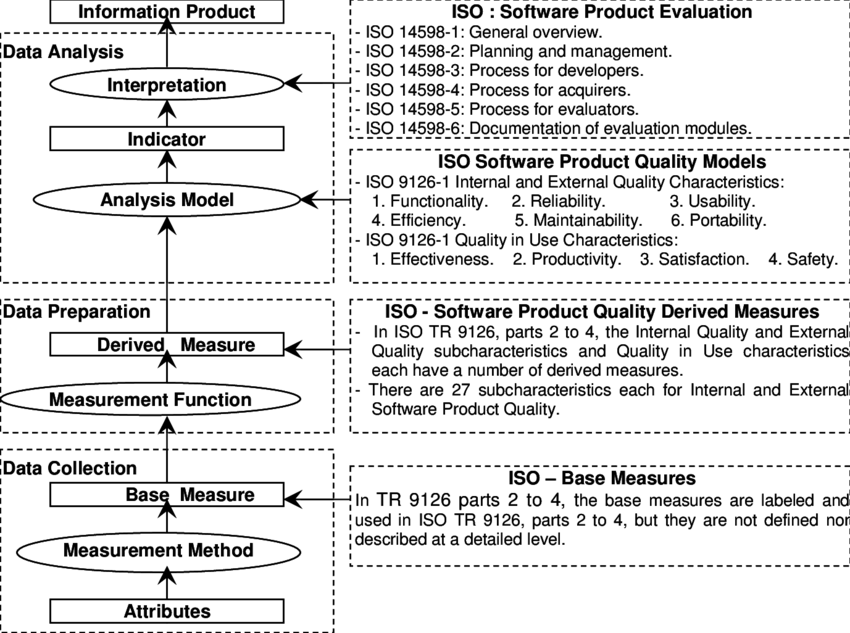 Information Product
Data Analysis
Interpretation
Indicator
Analysis Model
Data Preparation
Derived Measure
Measurement Function
Data Collection
Base Measure
Measurement Method
Attributes
ISO : Software Product Evaluation
- ISO 14598-1: General overview.
- ISO 14598-2: Planning and management.
- ISO 14598-3: Process for developers.
- ISO 14598-4: Process for acquirers.
- ISO 14598-5: Process for evaluators.
- ISO 14598-6: Documentation of evaluation modules.
ISO Software Product Quality Models
- ISO 9126-1 Internal and External Quality Characteristics:
1. Functionality. 2. Reliability. 3. Usability.
4. Efficiency. 5. Maintainability. 6. Portability.
- ISO 9126-1 Quality in Use Characteristics:
1. Effectiveness. 2. Productivity. 3. Satisfaction. 4. Safety.
ISO - Software Product Quality Derived Measures
- In ISO TR 9126, parts 2 to 4, the Internal Quality and External
Quality subcharacteristics and Quality in Use characteristics
each have a number of derived measures.
- There are 27 subcharacteristics each for Internal and External
Software Product Quality.
ISO – Base Measures
In TR 9126 parts 2 to 4, the base measures are labeled and
used in ISO TR 9126, parts 2 to 4, but they are not defined nor
described at a detailed level.